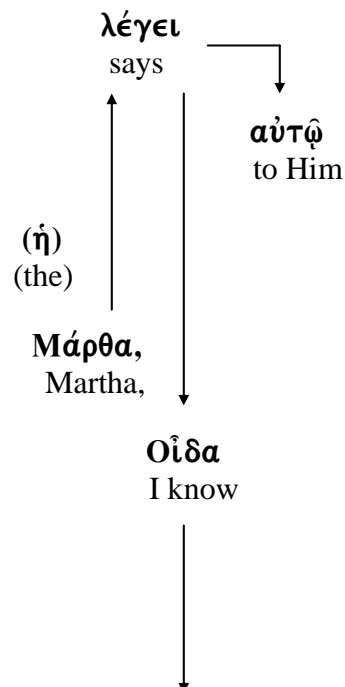 λέγει
says
αὐτῷ
to Him
(ἡ)
(the)
Μάρθα,
Martha,
Οἶδα
I know